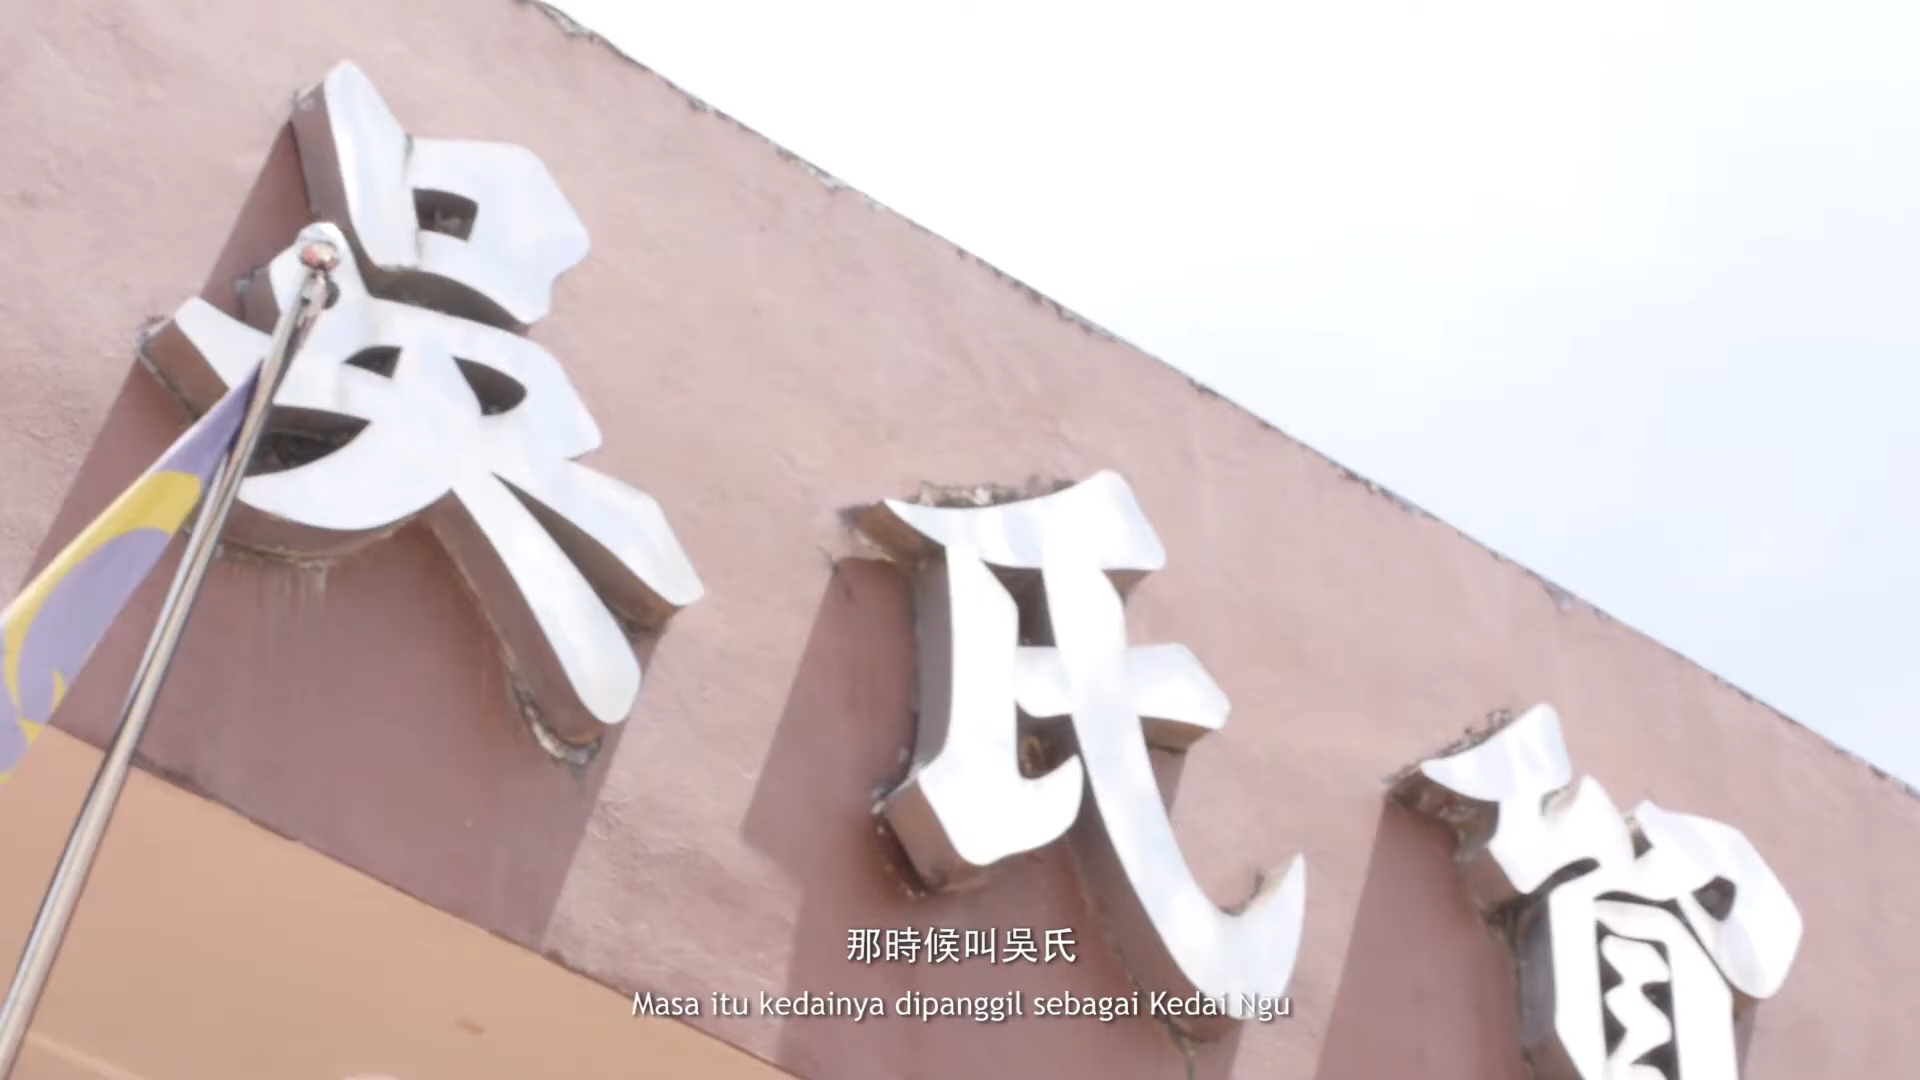 吳氏
那時候叫吳氏
Masa itu kedainya dipanggil sebagai Kedai Ngu